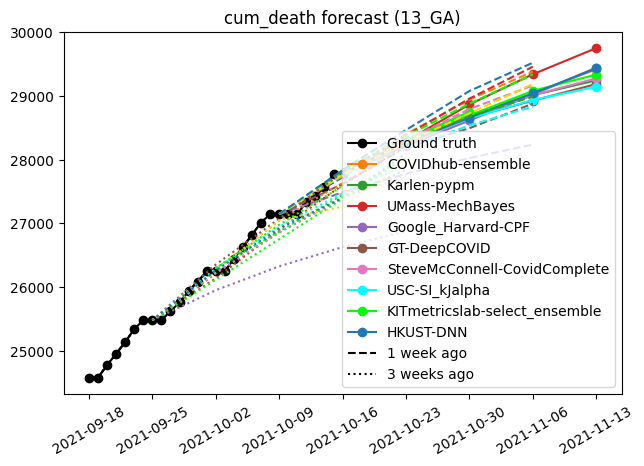 cum_death forecast (13_GA)
30000
29000
28000
27000
26000
25000
Ground truth
COVIDhub-ensemble
Karlen-pypm
UMass-MechBayes
Google_Harvard-CPF
GT-DeepCOVID
SteveMcConnell-CovidComplete
USC-SI_kJalpha
KITmetricslab-select_ensemble
HKUST-DNN
1 week ago
3 weeks ago
2021-09-18
2021-09-25
2021-10-02
2021-10-09
2021-10-16
2021-10-23
2021-10-30
2021-11-06
2021-11-13